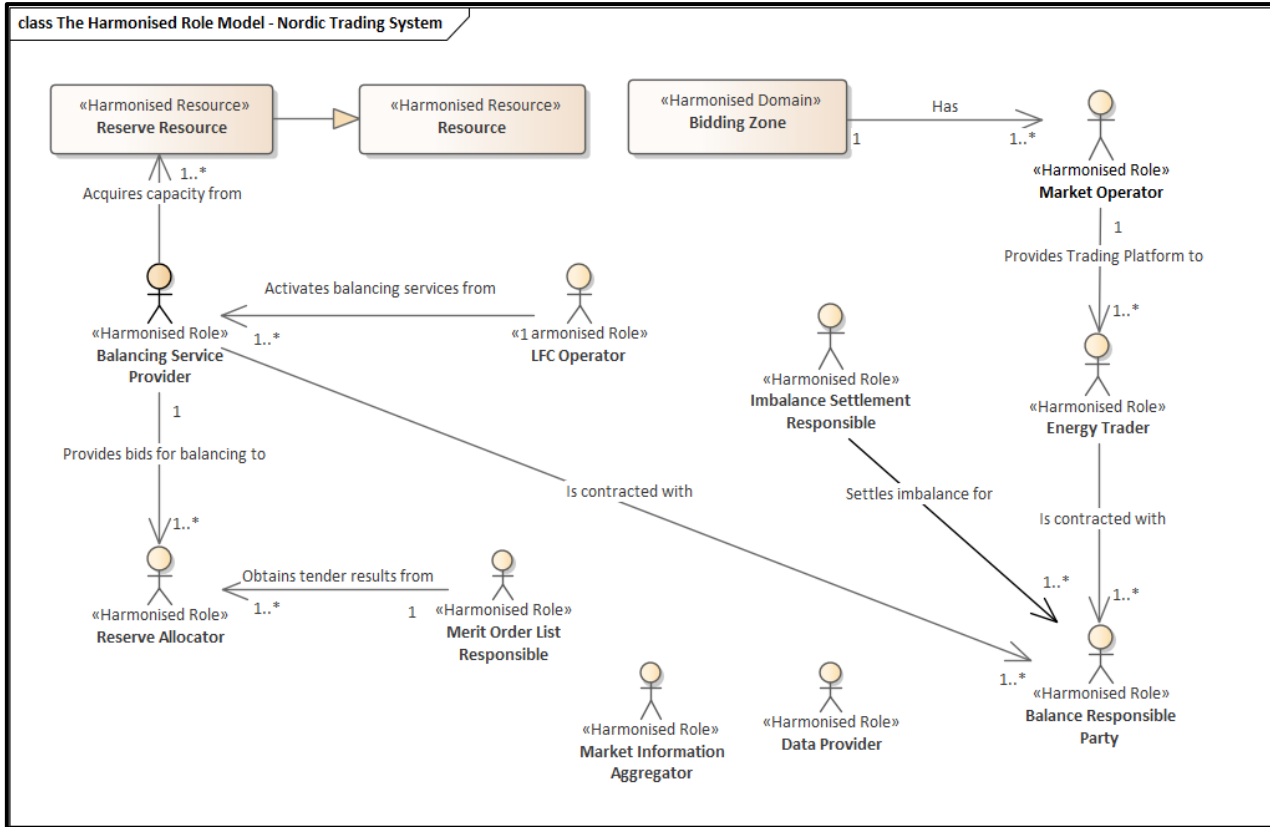 class The Harmonised Role Model - Nordic Trading System
«Harmonised Resource»
Reserve Resource
«Harmonised Resource»
Resource
«Harmonised Domain»
Bidding Zone
Has
1
1..*
«Harmonised Role»
Market Operator
1..*
Acquires capacity from
1
Provides Trading Platform to
1..*
Activates balancing services from
1..*
«Harmonised Role»
Balancing Service
Provider
«1 armonised Role»
LFC Operator
«Harmonised Role»
Imbalance Settlement
Responsible
«Harmonised Role»
Energy Trader
1
Provides bids for balancing to
1..*
Is contracted with
Settles imbalance for
Is contracted with
1..*
1..*
Obtains tender results from
1..*
1
«Harmonised Role»
Reserve Allocator
«Harmonised Role»
Merit Order List
Responsible
1..*
«Harmonised Role»
Market Information
Aggregator
«Harmonised Role»
Data Provider
«Harmonised Role»
Balance Responsible
Party